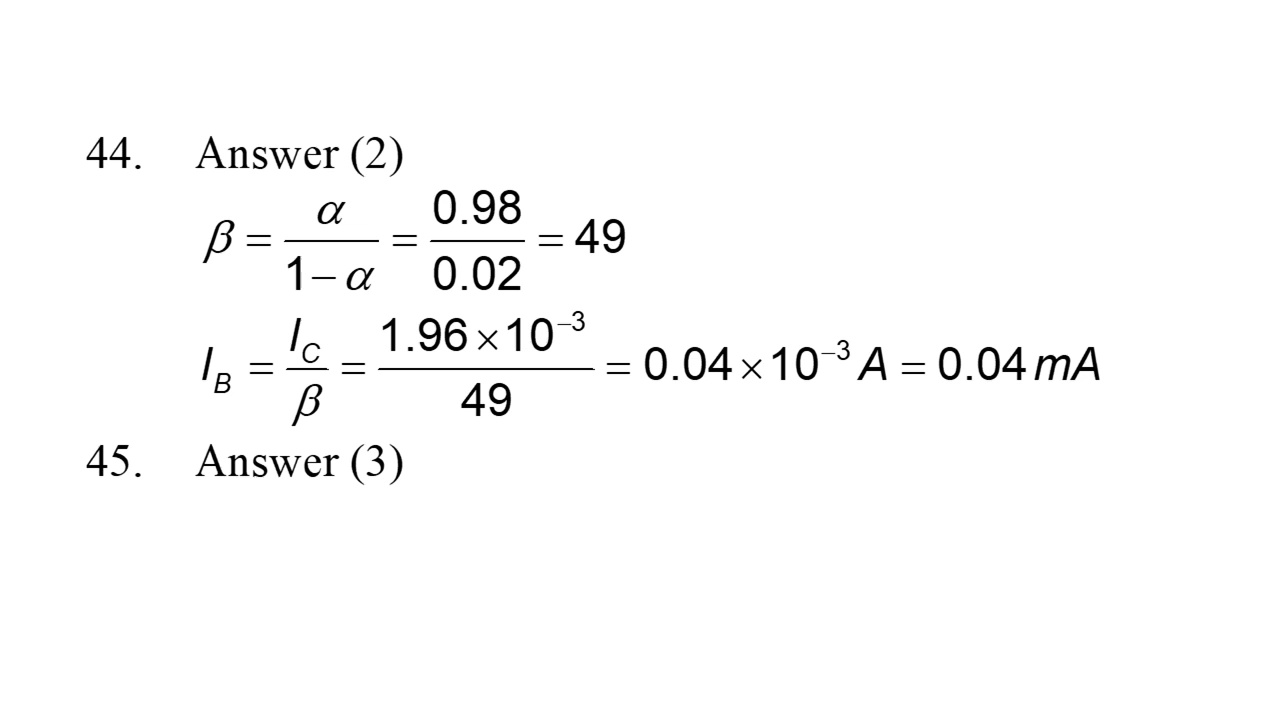 44. Answer (2)
β = α / (1 − α) = 0.98 / 0.02 = 49
I_B = I_C / β = 1.96 × 10⁻³ / 49 = 0.04 × 10⁻³ A = 0.04 mA
45. Answer (3)